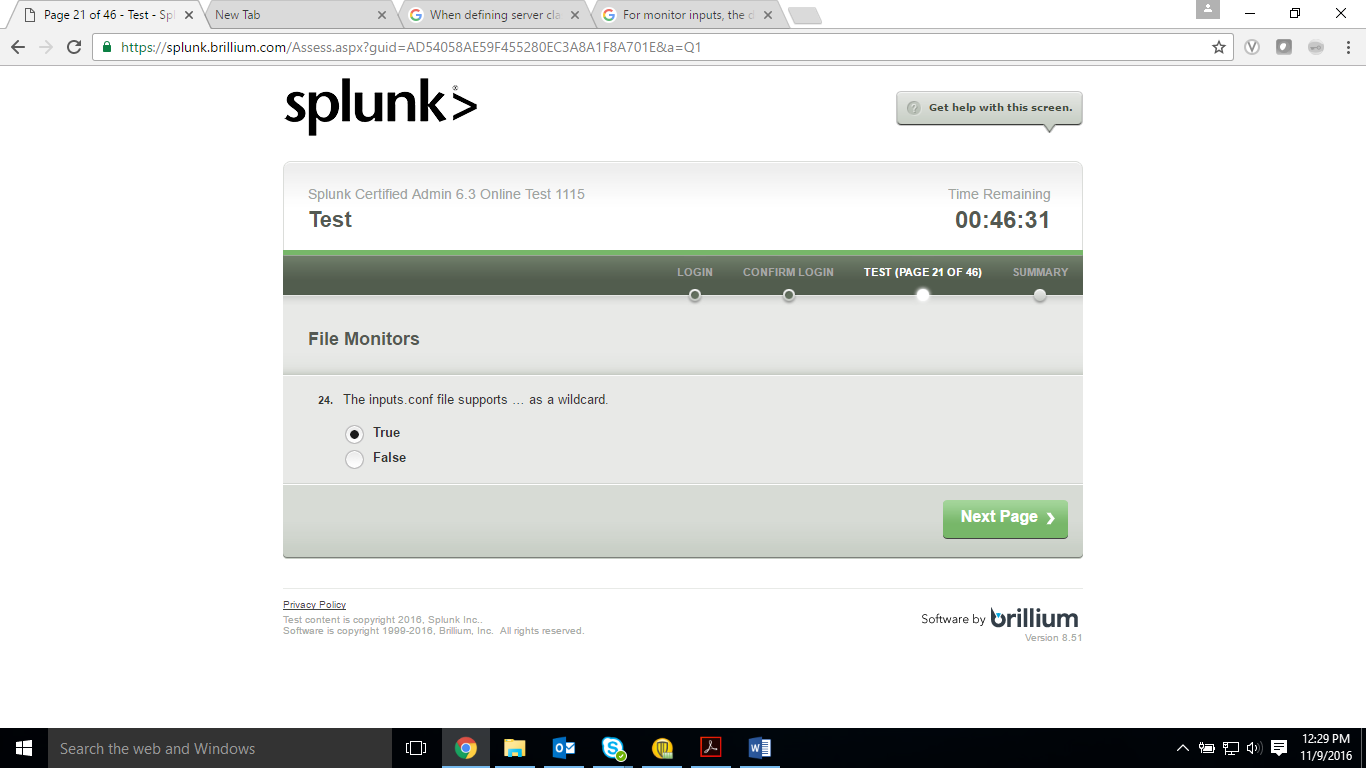 Page 21 of 46 - Test - Sp
New Tab
When defining server cla
For monitor inputs, the d
https://splunk.brillium.com/Assess.aspx?guid=AD54058AE59F455280EC3A8A1F8A701E&a=Q1
splunk>
Get help with this screen.
Splunk Certified Admin 6.3 Online Test 1115
Time Remaining
Test
00:46:31
LOGIN
CONFIRM LOGIN
TEST (PAGE 21 OF 46)
SUMMARY
File Monitors
24. The inputs.conf file supports ... as a wildcard.
True
False
Next Page
Privacy Policy
Test content is copyright 2016, Splunk Inc..
Software is copyright 1999-2016, Brillium, Inc. All rights reserved.
Software by brillium
Version 8.51
Search the web and Windows
12:29 PM
11/9/2016